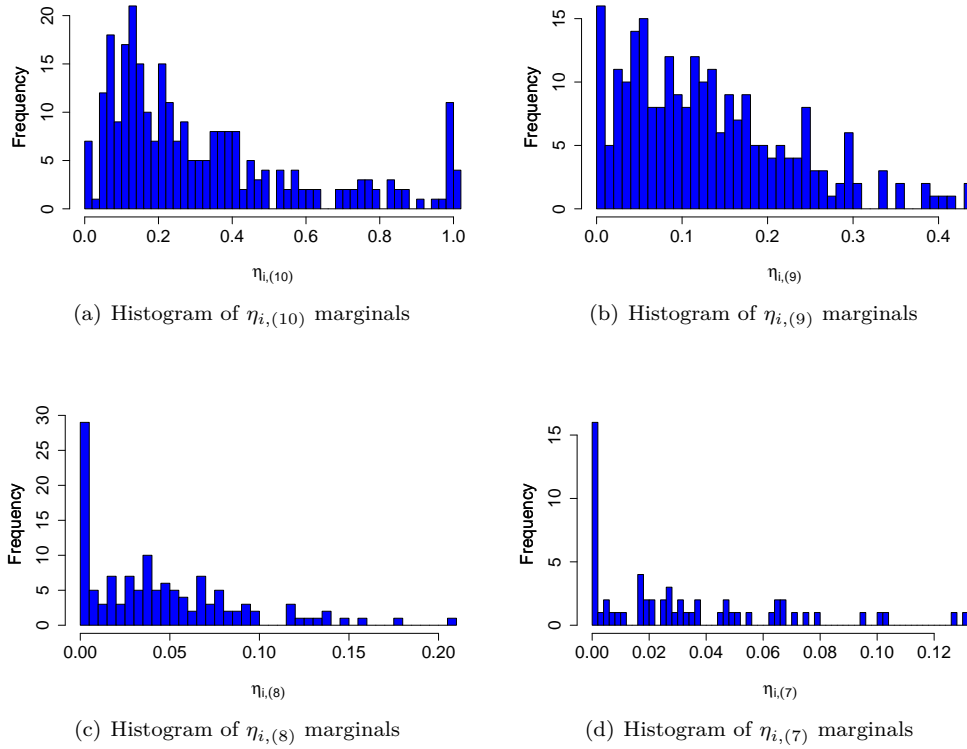 Frequency
0 5 10 15 20
0.0 0.2 0.4 0.6 0.8 1.0
ηi,(10)
(a) Histogram of ηi,(10) marginals
Frequency
0 5 10 15
0.0 0.1 0.2 0.3 0.4
ηi,(9)
(b) Histogram of ηi,(9) marginals
Frequency
0 5 10 15 20 25 30
0.00 0.05 0.10 0.15 0.20
ηi,(8)
(c) Histogram of ηi,(8) marginals
Frequency
0 5 10 15
0.00 0.02 0.04 0.06 0.08 0.10 0.12
ηi,(7)
(d) Histogram of ηi,(7) marginals